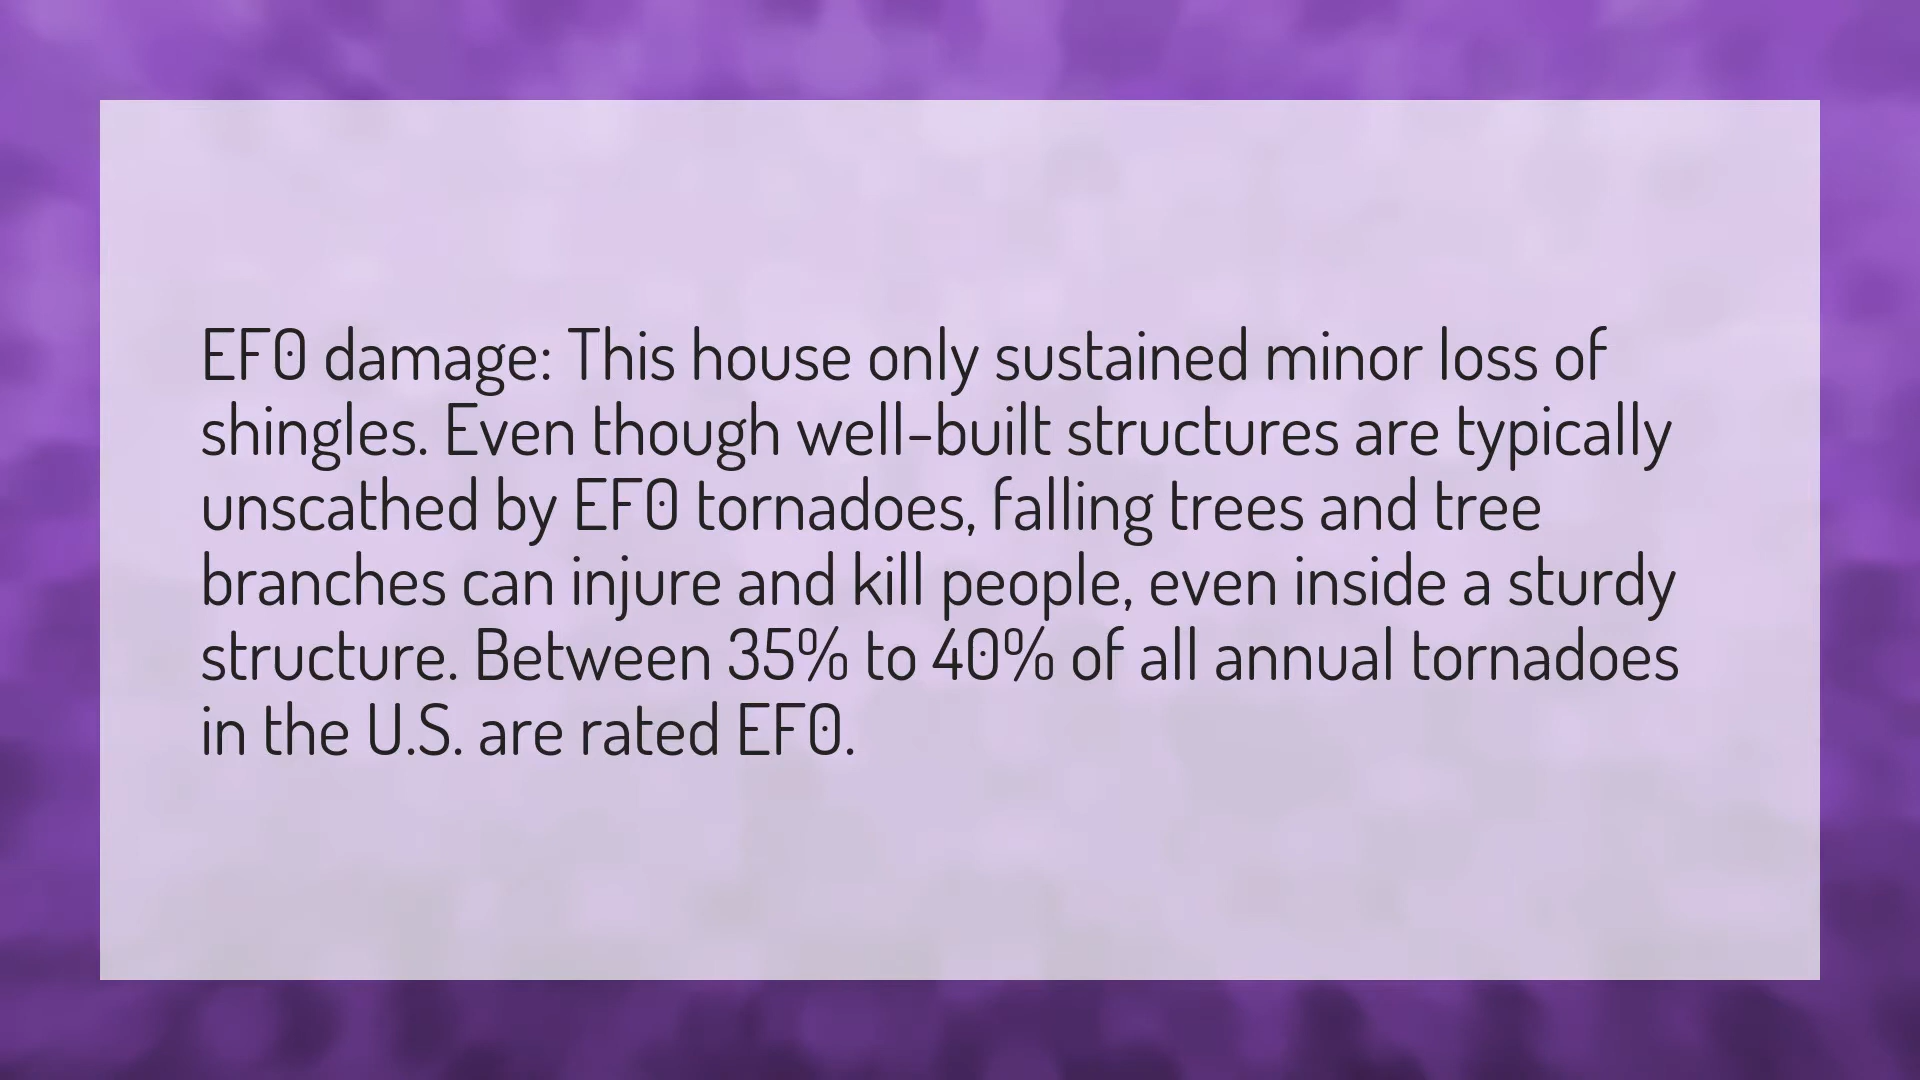 EF0 damage: This house only sustained minor loss of
shingles. Even though well-built structures are typically
unscathed by EF0 tornadoes, falling trees and tree
branches can injure and kill people, even inside a sturdy
structure. Between 35% to 40% of all annual tornadoes
in the U.S. are rated EF0.